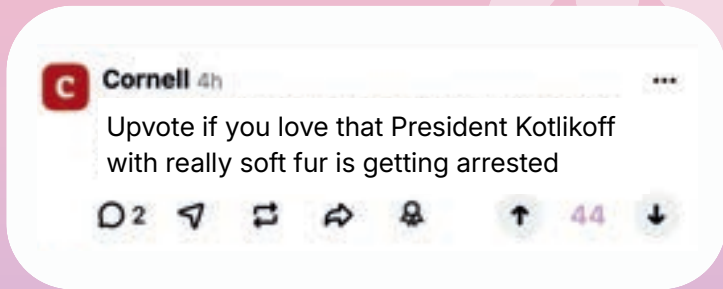 C
Cornell 4h
Upvote if you love that President Kotlikoff
with really soft fur is getting arrested
2
44